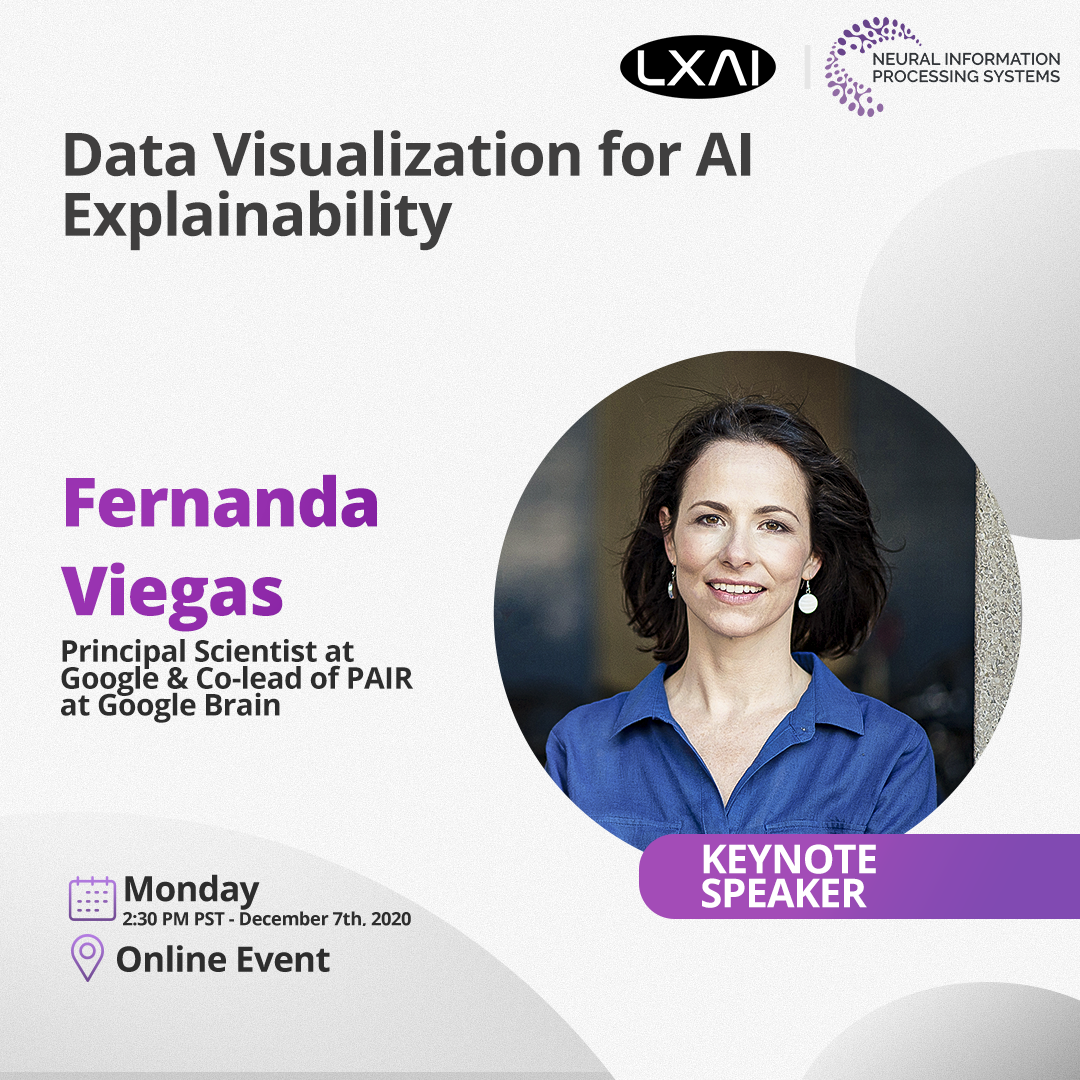 LXAI
NEURAL INFORMATION
PROCESSING SYSTEMS
Data Visualization for AI
Explainability
Fernanda
Viegas
Principal Scientist at
Google & Co-lead of PAIR
at Google Brain
KEYNOTE
SPEAKER
Monday
2:30 PM PST - December 7th, 2020
Online Event